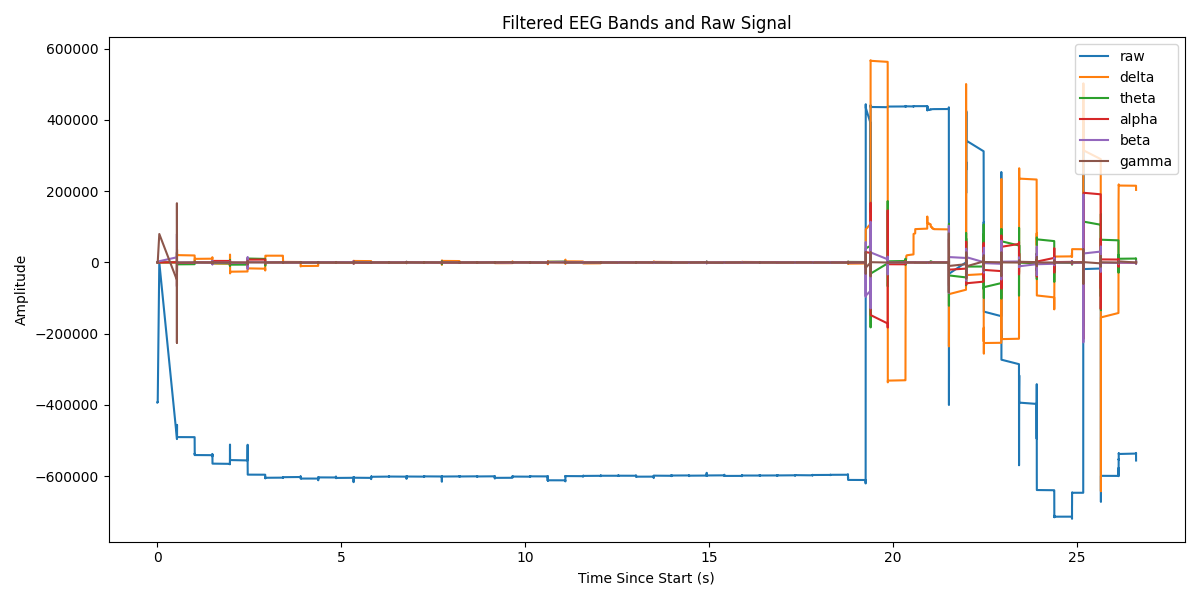 Filtered EEG Bands and Raw Signal
600000
400000
200000
0
−200000
−400000
−600000
Amplitude
raw
delta
theta
alpha
beta
gamma
0
5
10
15
20
25
Time Since Start (s)